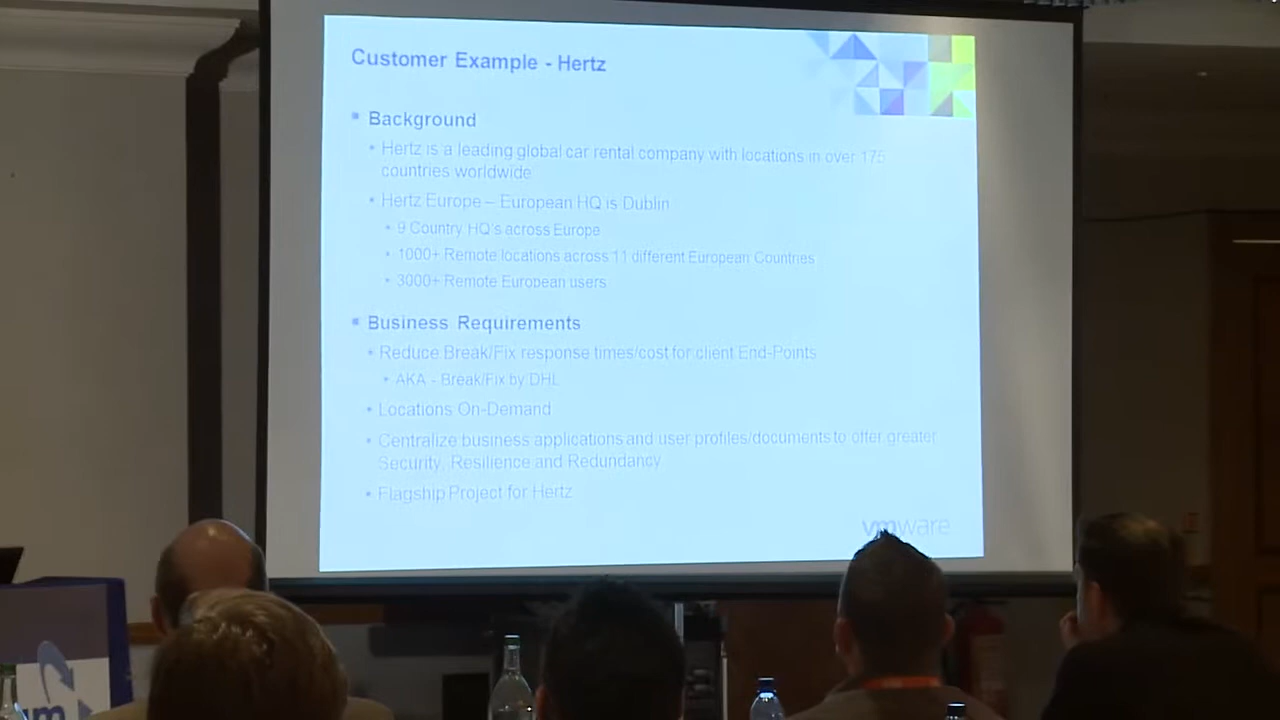 Customer Example - Hertz
Background
Hertz is a leading global car rental company with locations in over 175
countries worldwide
Hertz Europe – European HQ is Dublin
9 Country HQ's across Europe
1000+ Remote locations across 11 different European Countries
3000+ Remote European users
Business Requirements
Reduce Break/Fix response times/cost for client End-Points
AKA - Break/Fix by DHL
Locations On-Demand
Centralize business applications and user profiles/documents to offer greater
Security, Resilience and Redundancy
Flagship Project for Hertz
vmware
vm